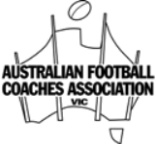 AUSTRALIAN FOOTBALL
COACHES ASSOCIATION
VIC